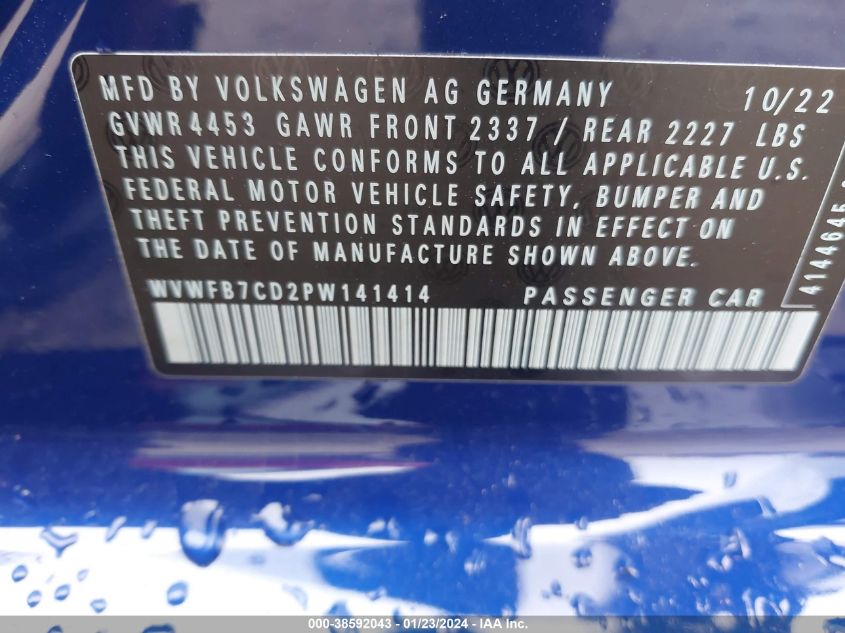 MFD BY VOLKSWAGEN AG GERMANY 10/22
GVWR 4453 GAWR FRONT 2337 / REAR 2227 LBS
THIS VEHICLE CONFORMS TO ALL APPLICABLE U.S.
FEDERAL MOTOR VEHICLE SAFETY, BUMPER AND
THEFT PREVENTION STANDARDS IN EFFECT ON
THE DATE OF MANUFACTURE SHOWN ABOVE.
WVWFB7CD2PW141414 PASSENGER CAR
4144645
000-38592043 - 01/23/2024 - IAA Inc.